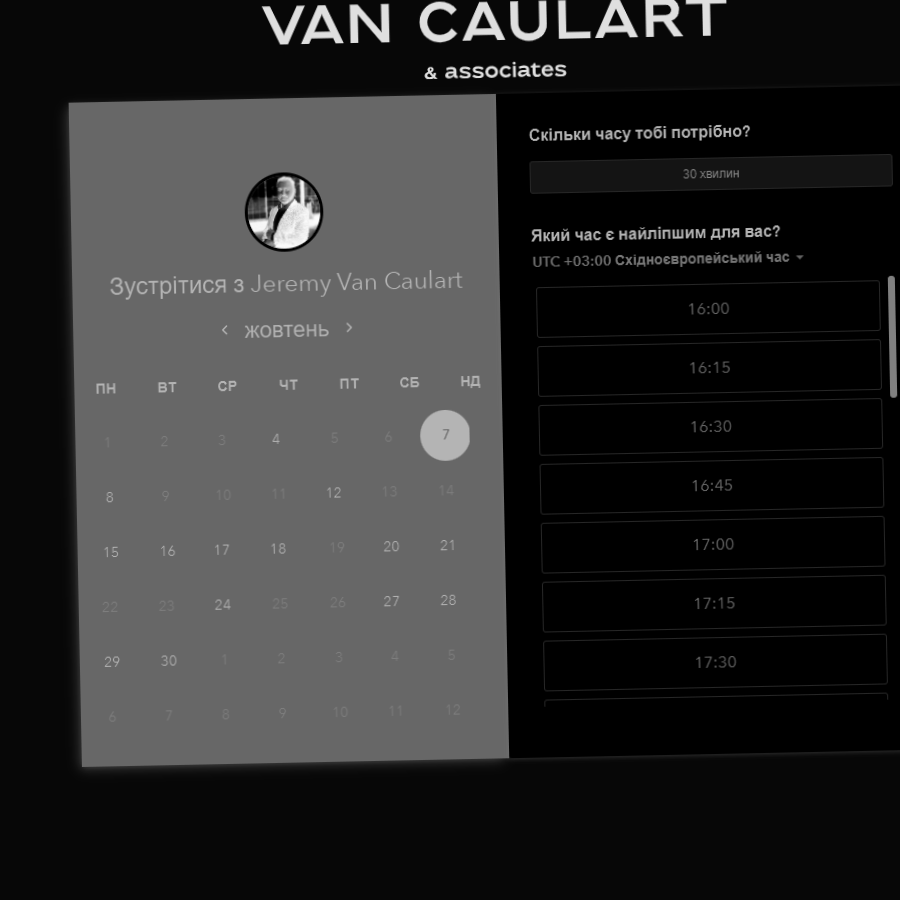 VAN CAULART
& associates
Зустрітися з Jeremy Van Caulart
жовтень
ПН ВТ СР ЧТ ПТ СБ НД
1 2 3 4 5 6 7
8 9 10 11 12 13 14
15 16 17 18 19 20 21
22 23 24 25 26 27 28
29 30 1 2 3 4 5
6 7 8 9 10 11 12
Скільки часу тобі потрібно?
30 хвилин
Який час є найліпшим для вас?
UTC +03:00 Східноєвропейський час
16:00
16:15
16:30
16:45
17:00
17:15
17:30